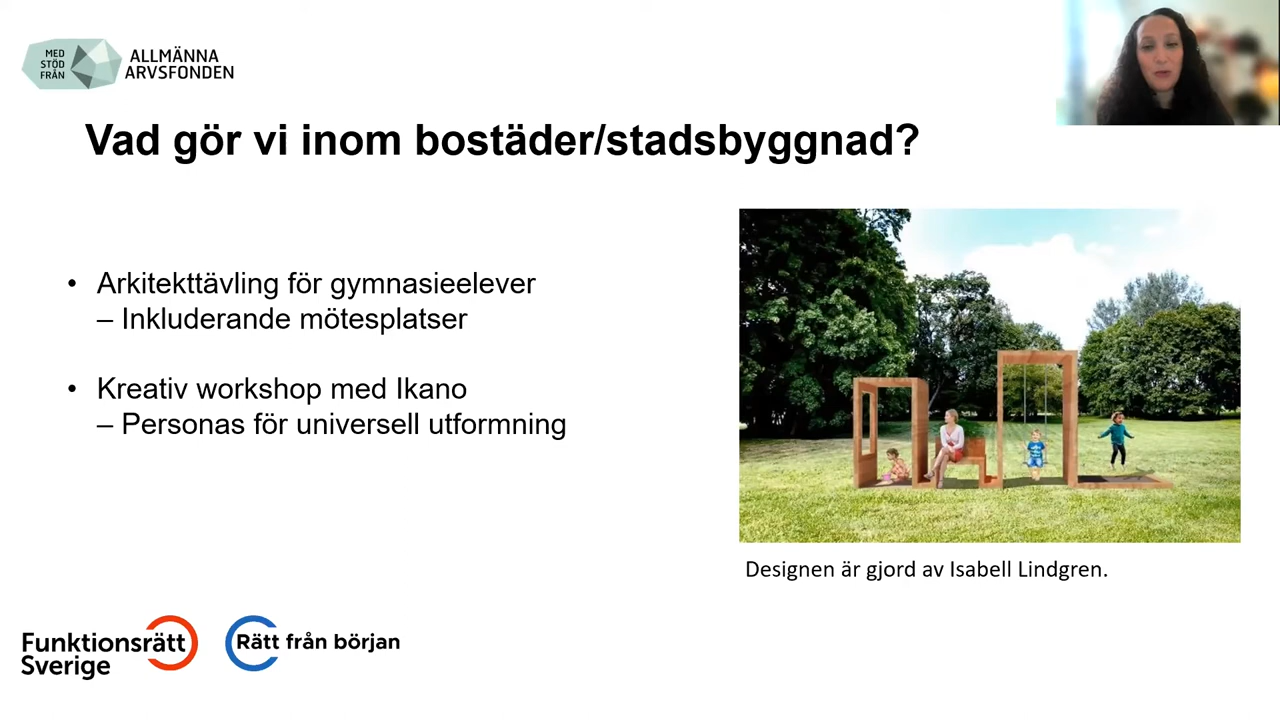 MED
STÖD
FRÅN
ALLMÄNNA
ARVSFONDEN
Vad gör vi inom bostäder/stadsbyggnad?
• Arkitekttävling för gymnasieelever
– Inkluderande mötesplatser
• Kreativ workshop med Ikano
– Personas för universell utformning
Designen är gjord av Isabell Lindgren.
Funktionsrätt
Sverige
Rätt från början